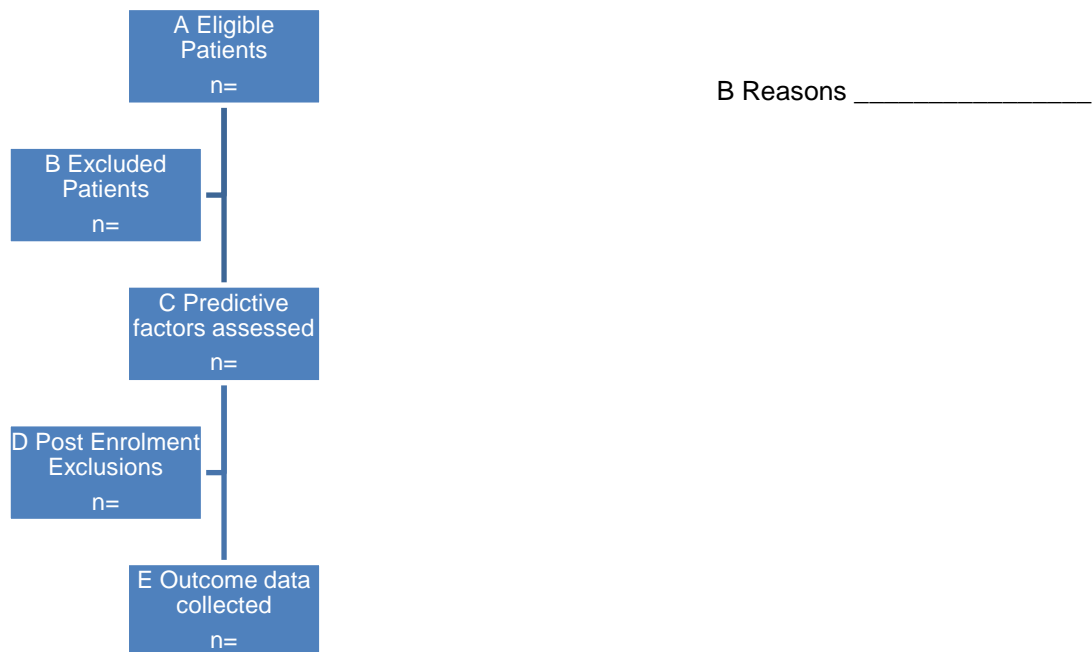 A Eligible
Patients
n=
B Reasons ________________
B Excluded
Patients
n=
C Predictive
factors assessed
n=
D Post Enrolment
Exclusions
n=
E Outcome data
collected
n=